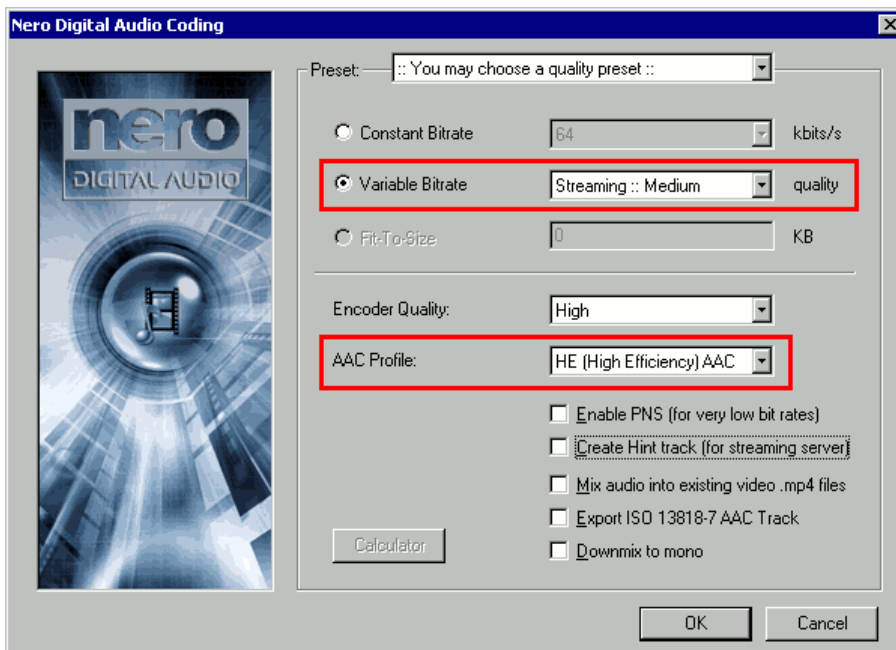 Nero Digital Audio Coding
nero
DIGITAL AUDIO
Preset: :: You may choose a quality preset ::
Constant Bitrate 64 kbits/s
Variable Bitrate Streaming :: Medium quality
Fit-To-Size 0 KB
Encoder Quality: High
AAC Profile: HE (High Efficiency) AAC
Enable PNS (for very low bit rates)
Create Hint track (for streaming server)
Mix audio into existing video .mp4 files
Export ISO 13818-7 AAC Track
Calculator
Downmix to mono
OK Cancel